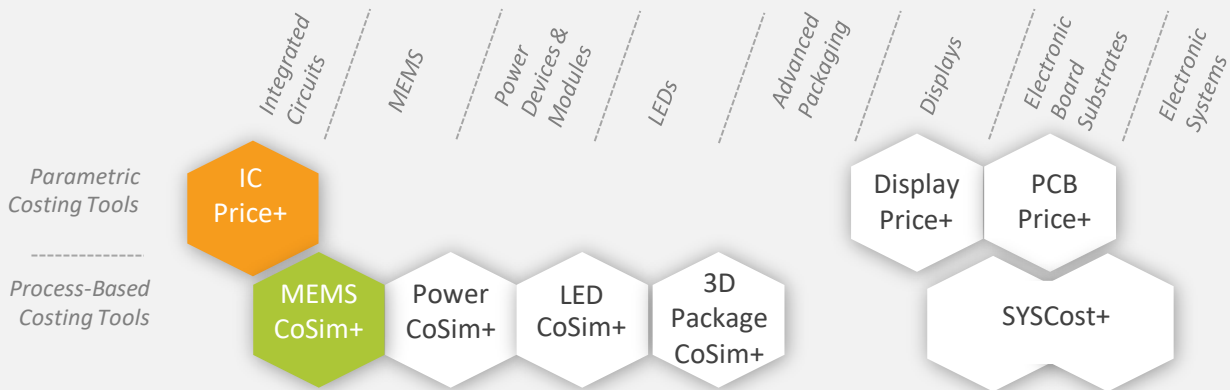 Integrated
Circuits
MEMS
Power
Devices &
Modules
LEDs
Advanced
Packaging
Displays
Electronic
Board
Substrates
Electronic
Systems
Parametric
Costing Tools
IC
Price+
Display
Price+
PCB
Price+
Process-Based
Costing Tools
MEMS
CoSim+
Power
CoSim+
LED
CoSim+
3D
Package
CoSim+
SYSCost+